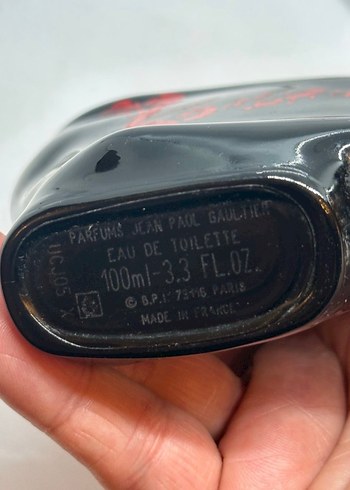 PARFUMS JEAN PAUL GAULTIER
EAU DE TOILETTE
100ml-3.3 FL.OZ.
© B.P.I. 75116 PARIS
MADE IN FRANCE